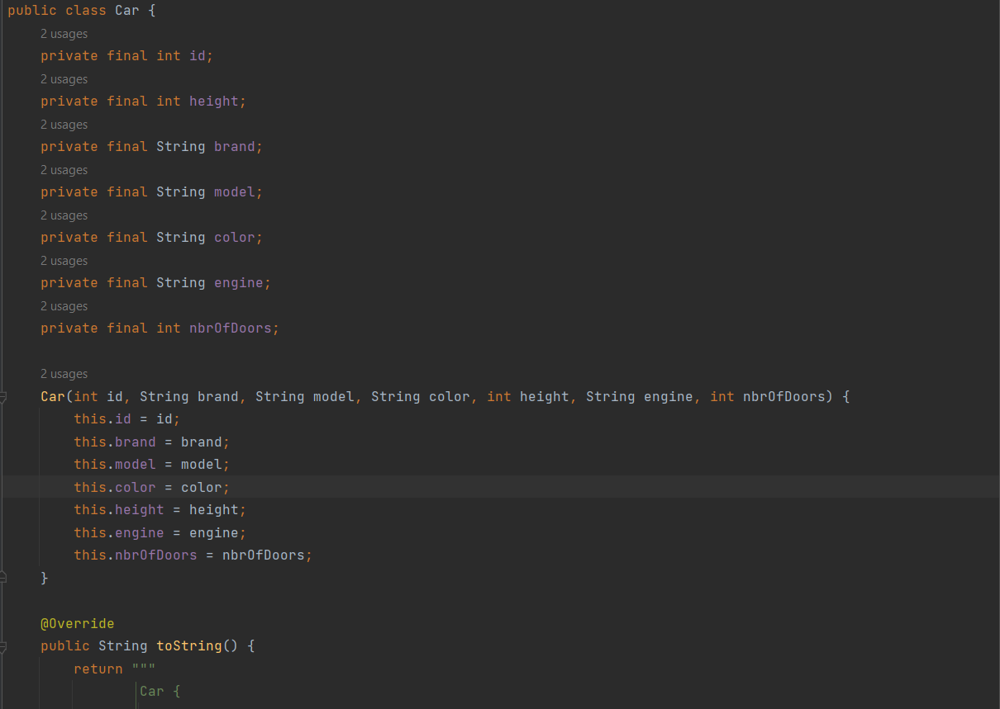 public class Car {
2 usages
private final int id;
2 usages
private final int height;
2 usages
private final String brand;
2 usages
private final String model;
2 usages
private final String color;
2 usages
private final String engine;
2 usages
private final int nbrOfDoors;
2 usages
Car(int id, String brand, String model, String color, int height, String engine, int nbrOfDoors) {
this.id = id;
this.brand = brand;
this.model = model;
this.color = color;
this.height = height;
this.engine = engine;
this.nbrOfDoors = nbrOfDoors;
}
@Override
public String toString() {
return """
Car {